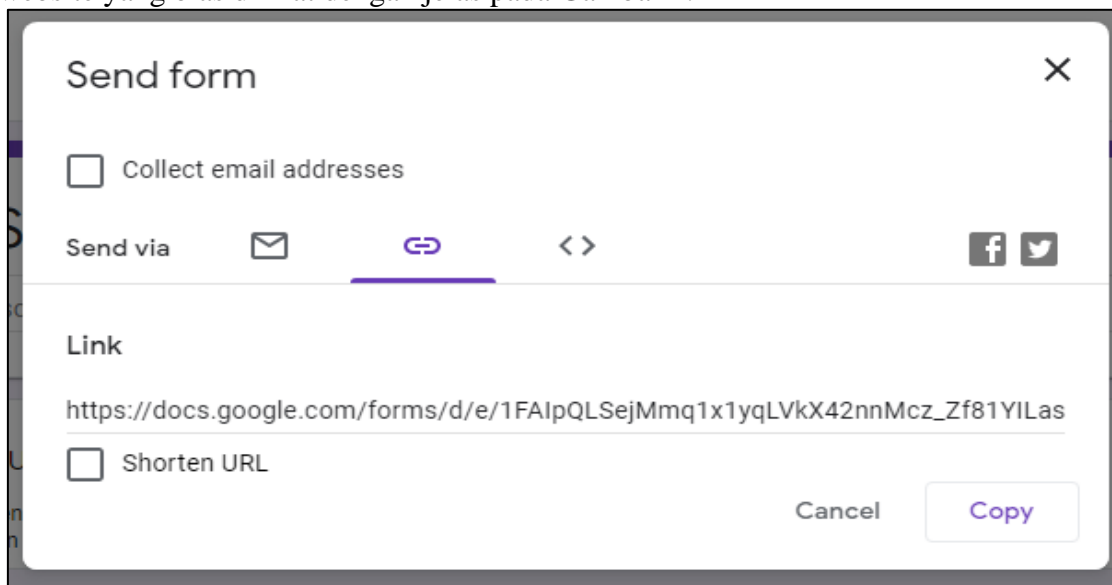 Send form
Collect email addresses
Send via
Link
https://docs.google.com/forms/d/e/1FAIpQLSejMmq1x1yqLVkX42nnMcz_Zf81YILas
Shorten URL
Cancel Copy